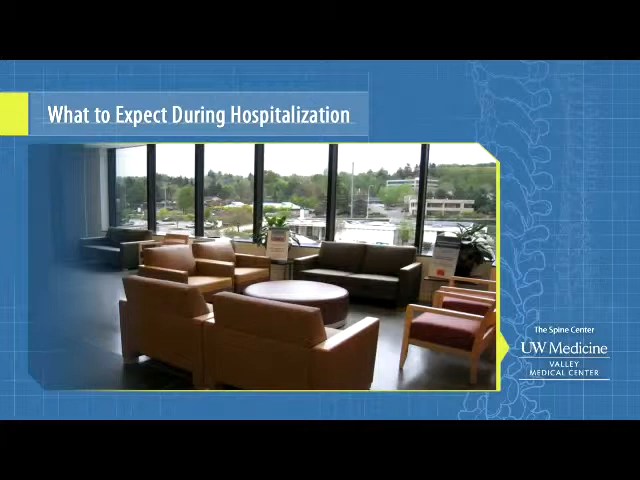 What to Expect During Hospitalization
The Spine Center
UW Medicine
VALLEY
MEDICAL CENTER